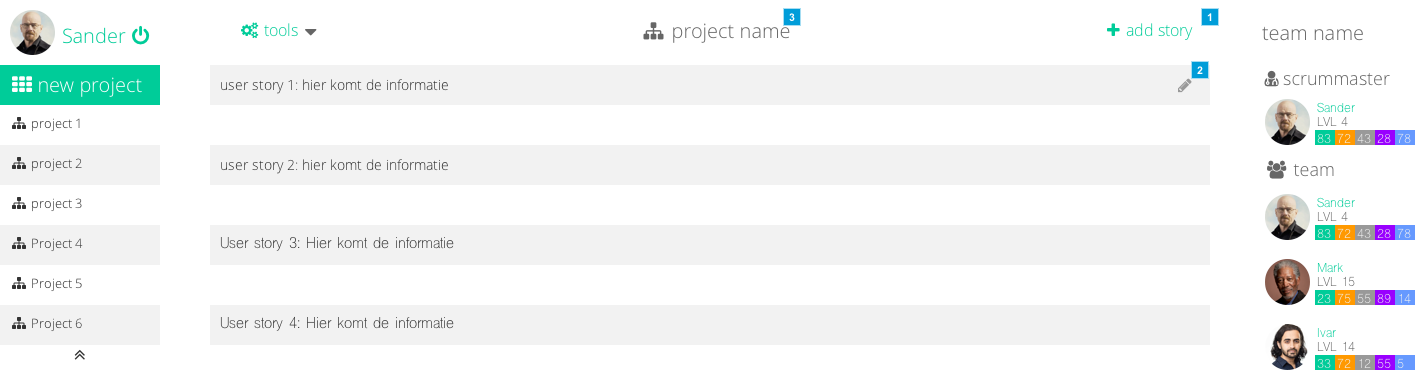 Sander
new project
project 1
project 2
project 3
Project 4
Project 5
Project 6
tools
project name
3
add story
1
user story 1: hier komt de informatie
2
user story 2: hier komt de informatie
User story 3: Hier komt de informatie
User story 4: Hier komt de informatie
team name
scrummaster
Sander
LVL 4
83 72 43 28 78
team
Sander
LVL 4
83 72 43 28 78
Mark
LVL 15
23 75 55 89 14
Ivar
LVL 14
33 72 12 55 5